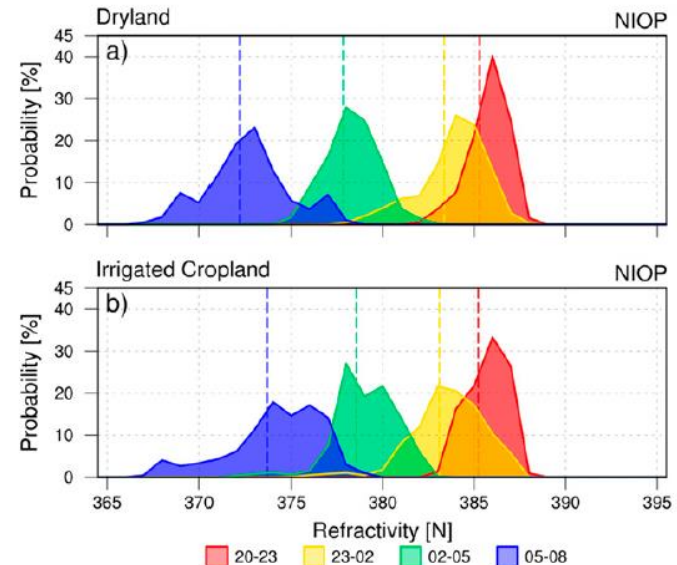 Dryland NIOP
a)
Probability [%]
45
40
30
20
10
0
Irrigated Cropland NIOP
b)
Probability [%]
45
40
30
20
10
0
365 370 375 380 385 390 395
Refractivity [N]
20-23 23-02 02-05 05-08